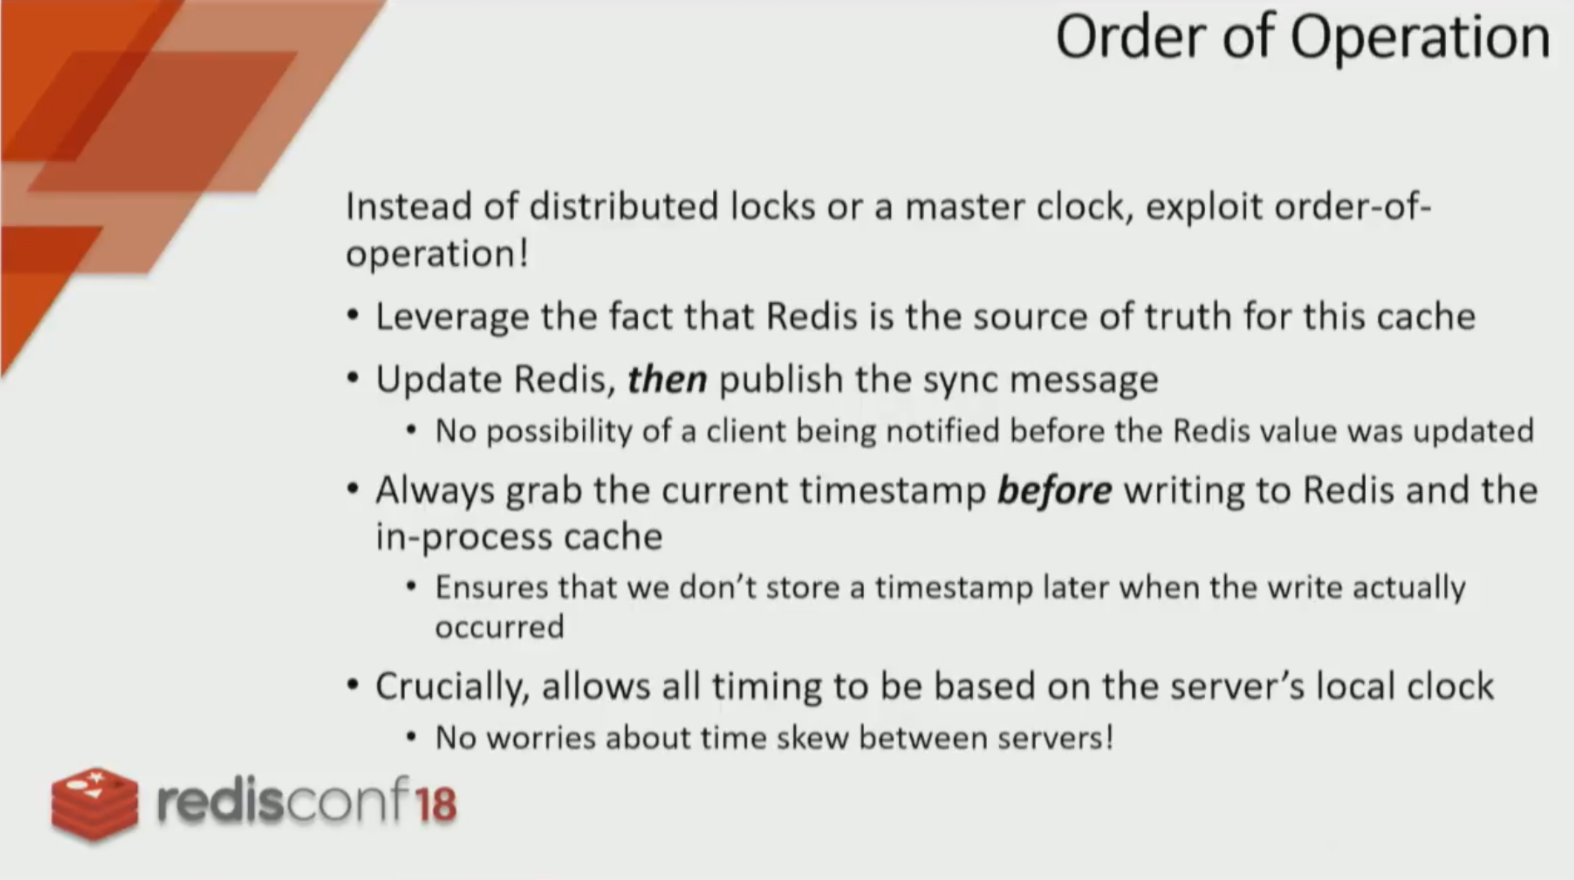 Order of Operation
Instead of distributed locks or a master clock, exploit order-of-
operation!
• Leverage the fact that Redis is the source of truth for this cache
• Update Redis, then publish the sync message
• No possibility of a client being notified before the Redis value was updated
• Always grab the current timestamp before writing to Redis and the
in-process cache
• Ensures that we don’t store a timestamp later when the write actually
occurred
• Crucially, allows all timing to be based on the server’s local clock
• No worries about time skew between servers!
redisconf18